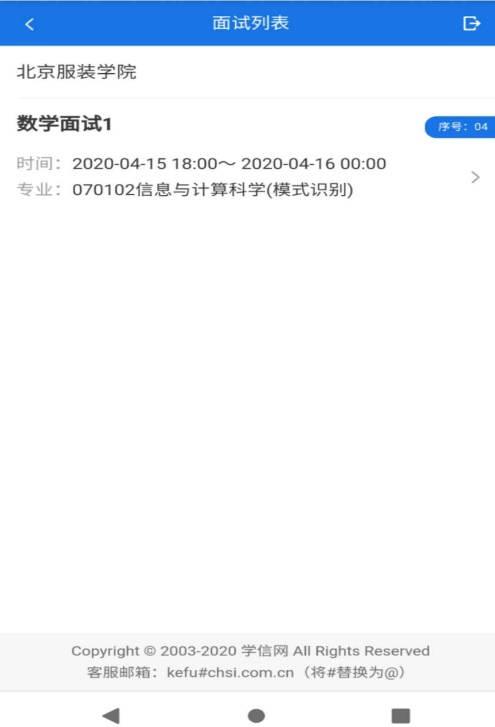 面试列表
北京服装学院
数学面试1
序号：04
时间：2020-04-15 18:00～ 2020-04-16 00:00
专业：070102信息与计算科学(模式识别)
Copyright © 2003-2020 学信网 All Rights Reserved
客服邮箱：kefu#chsi.com.cn（将#替换为@）